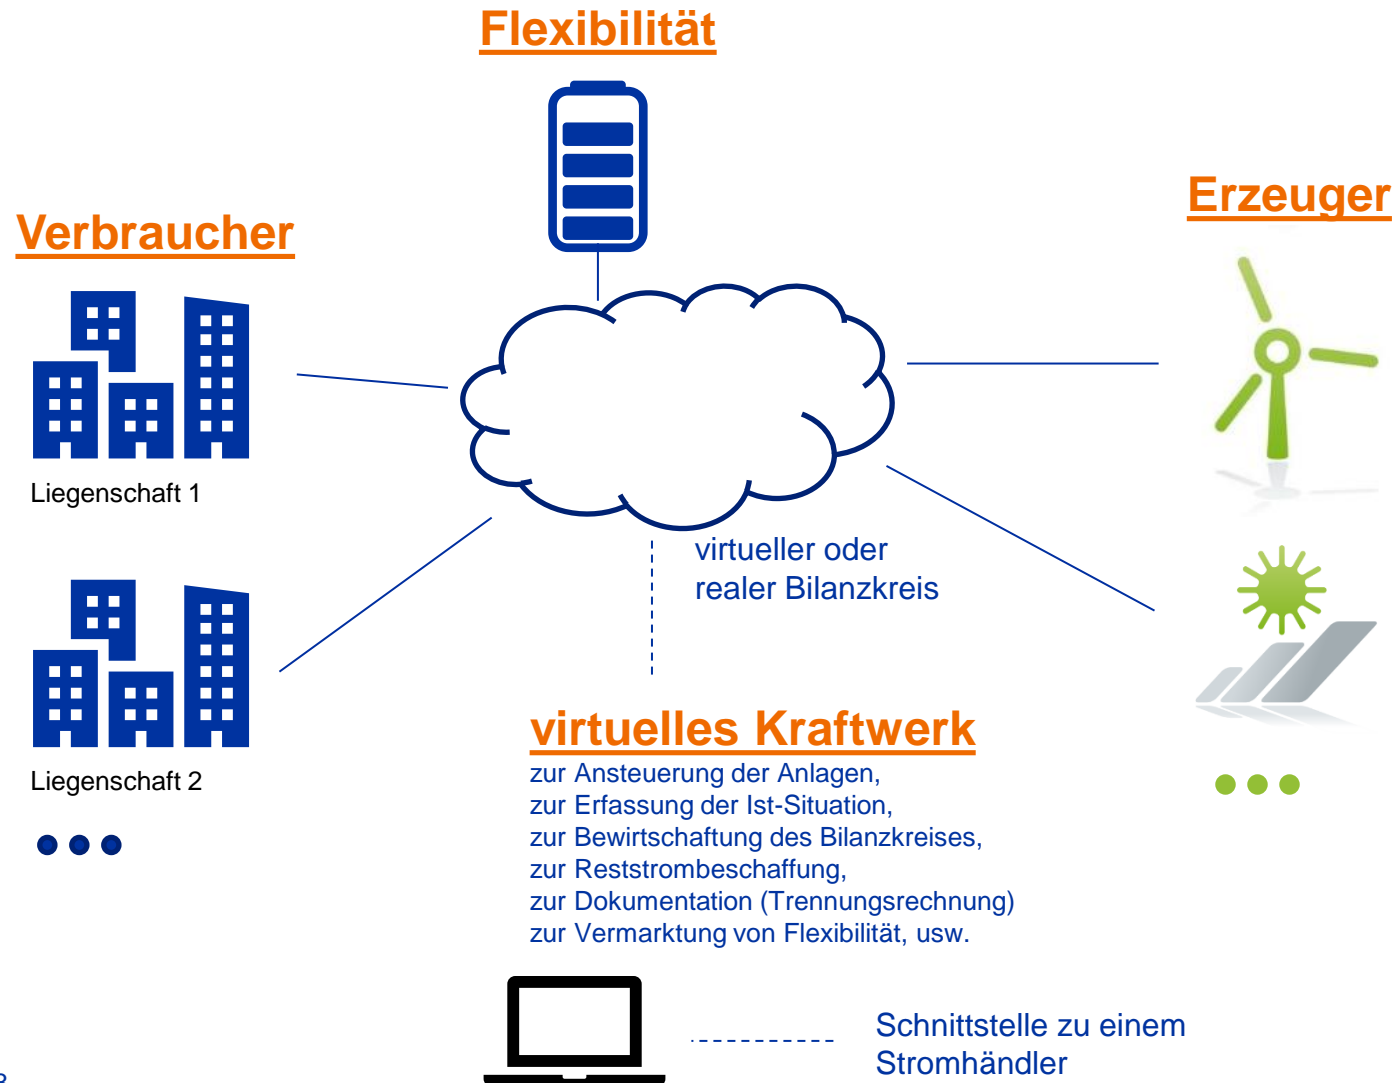 Flexibilität
Erzeuger
Verbraucher
Liegenschaft 1
virtueller oder
realer Bilanzkreis
Liegenschaft 2
virtuelles Kraftwerk
zur Ansteuerung der Anlagen,
zur Erfassung der Ist-Situation,
zur Bewirtschaftung des Bilanzkreises,
zur Reststrombeschaffung,
zur Dokumentation (Trennungsrechnung)
zur Vermarktung von Flexibilität, usw.
Schnittstelle zu einem
Stromhändler